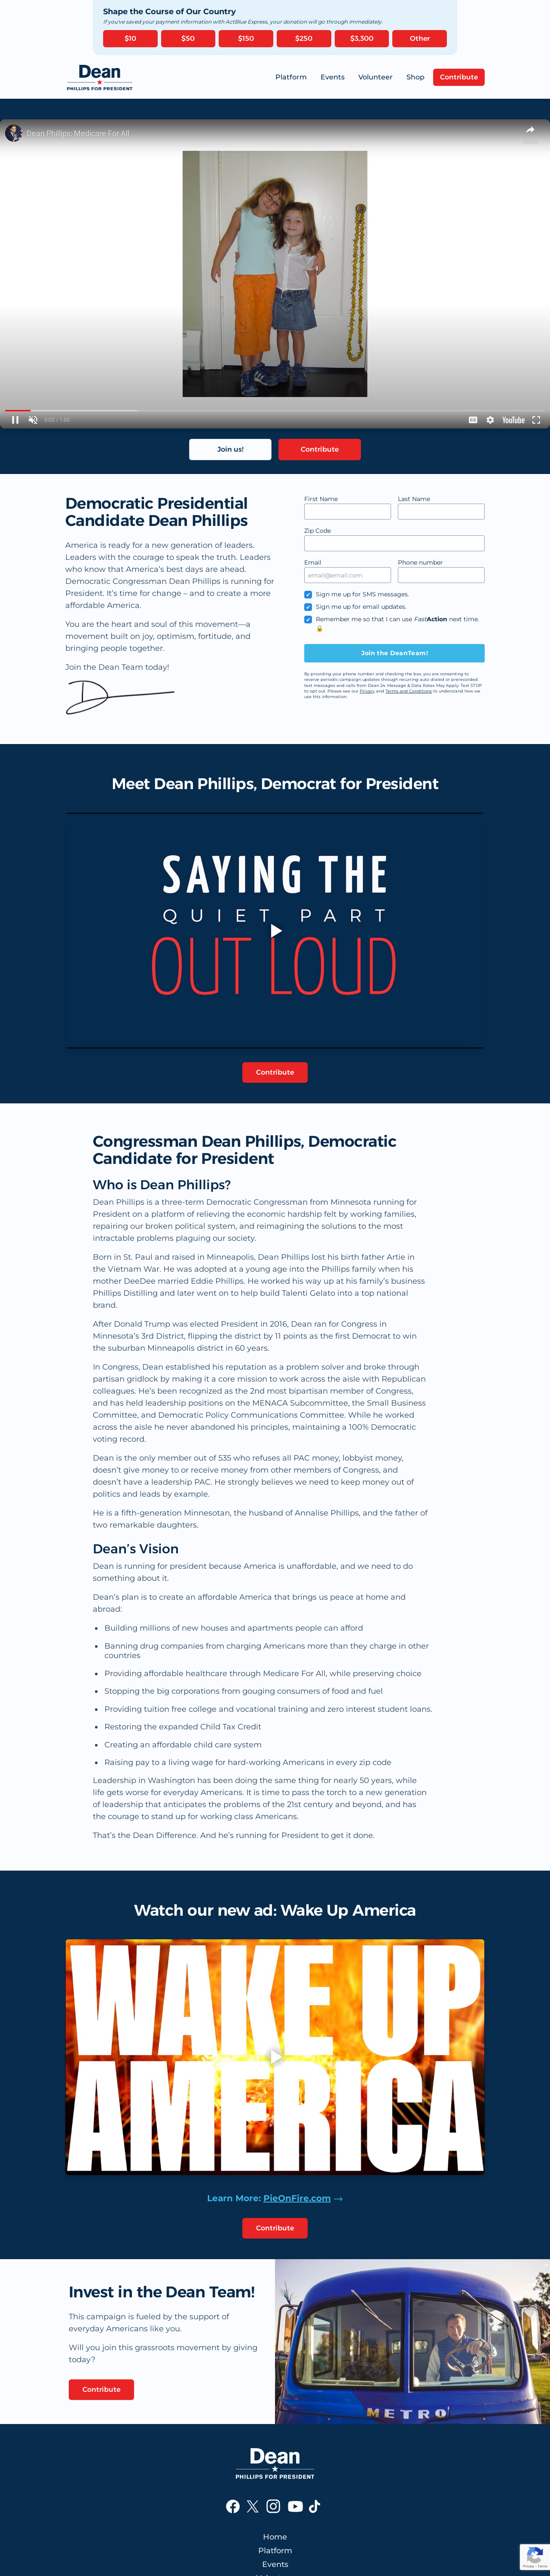 Shape the Course of Our Country
If you've saved your payment information with ActBlue Express, your donation will go through immediately.
$10 $50 $150 $250 $3,300 Other
Dean
PHILLIPS FOR PRESIDENT
Platform Events Volunteer Shop Contribute
Dean Phillips: Medicare For All
0:02 / 1:00
YouTube
Join us! Contribute
Democratic Presidential
Candidate Dean Phillips
America is ready for a new generation of leaders.
Leaders with the courage to speak the truth. Leaders
who know that America's best days are ahead.
Democratic Congressman Dean Phillips is running for
President. It's time for change – and to create a more
affordable America.
You are the heart and soul of this movement—a
movement built on joy, optimism, fortitude, and
bringing people together.
Join the Dean Team today!
First Name Last Name
Zip Code
Email Phone number
email@email.com
Sign me up for SMS messages.
Sign me up for email updates.
Remember me so that I can use FastAction next time.
Join the DeanTeam!
By providing your phone number and checking the box, you are consenting to
receive periodic campaign updates through recurring auto-dialed or prerecorded
text messages and calls from Dean 24. Message & Data Rates May Apply. Text STOP
to opt out. Please see our Privacy and Terms and Conditions to understand how we
use this information.
Meet Dean Phillips, Democrat for President
SAYING THE
QUIET PART
OUT LOUD
Contribute
Congressman Dean Phillips, Democratic
Candidate for President
Who is Dean Phillips?
Dean Phillips is a three-term Democratic Congressman from Minnesota running for
President on a platform of relieving the economic hardship felt by working families,
repairing our broken political system, and reimagining the solutions to the most
intractable problems plaguing our society.
Born in St. Paul and raised in Minneapolis, Dean Phillips lost his birth father Artie in
the Vietnam War. He was adopted at a young age into the Phillips family when his
mother DeeDee married Eddie Phillips. He worked his way up at his family's business
Phillips Distilling and later went on to help build Talenti Gelato into a top national
brand.
After Donald Trump was elected President in 2016, Dean ran for Congress in
Minnesota's 3rd District, flipping the district by 11 points as the first Democrat to win
the suburban Minneapolis district in 60 years.
In Congress, Dean established his reputation as a problem solver and broke through
partisan gridlock by making it a core mission to work across the aisle with Republican
colleagues. He's been recognized as the 2nd most bipartisan member of Congress,
and has held leadership positions on the MENACA Subcommittee, the Small Business
Committee, and Democratic Policy Communications Committee. While he worked
across the aisle he never abandoned his principles, maintaining a 100% Democratic
voting record.
Dean is the only member out of 535 who refuses all PAC money, lobbyist money,
doesn't give money to or receive money from other members of Congress, and
doesn't have a leadership PAC. He strongly believes we need to keep money out of
politics and leads by example.
He is a fifth-generation Minnesotan, the husband of Annalise Phillips, and the father of
two remarkable daughters.
Dean's Vision
Dean is running for president because America is unaffordable, and we need to do
something about it.
Dean's plan is to create an affordable America that brings us peace at home and
abroad:
• Building millions of new houses and apartments people can afford
• Banning drug companies from charging Americans more than they charge in other
countries
• Providing affordable healthcare through Medicare For All, while preserving choice
• Stopping the big corporations from gouging consumers of food and fuel
• Providing tuition free college and vocational training and zero interest student loans.
• Restoring the expanded Child Tax Credit
• Creating an affordable child care system
• Raising pay to a living wage for hard-working Americans in every zip code
Leadership in Washington has been doing the same thing for nearly 50 years, while
life gets worse for everyday Americans. It is time to pass the torch to a new generation
of leadership that anticipates the problems of the 21st century and beyond, and has
the courage to stand up for working class Americans.
That's the Dean Difference. And he's running for President to get it done.
Watch our new ad: Wake Up America
WAKE UP
AMERICA
Learn More: PieOnFire.com →
Contribute
Invest in the Dean Team!
This campaign is fueled by the support of
everyday Americans like you.
Will you join this grassroots movement by giving
today?
Contribute
METRO
Dean
PHILLIPS FOR PRESIDENT
Home
Platform
Events
Privacy - Terms